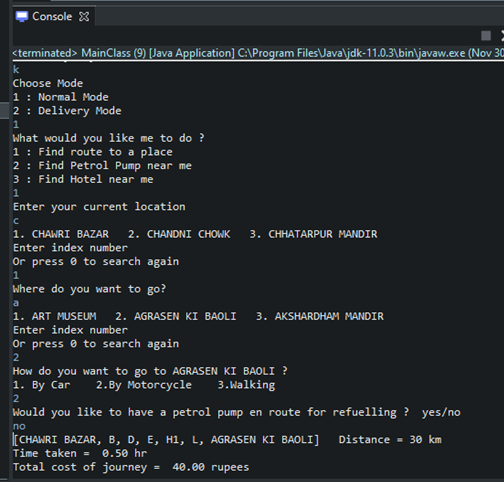 Console
<terminated> MainClass (9) [Java Application] C:\Program Files\Java\jdk-11.0.3\bin\javaw.exe (Nov 30
k
Choose Mode
1 : Normal Mode
2 : Delivery Mode
1
What would you like me to do ?
1 : Find route to a place
2 : Find Petrol Pump near me
3 : Find Hotel near me
1
Enter your current location
c
1. CHAWRI BAZAR   2. CHANDNI CHOWK   3. CHHATARPUR MANDIR
Enter index number
Or press 0 to search again
1
Where do you want to go?
a
1. ART MUSEUM   2. AGRASEN KI BAOLI   3. AKSHARDHAM MANDIR
Enter index number
Or press 0 to search again
2
How do you want to go to AGRASEN KI BAOLI ?
1. By Car    2.By Motorcycle    3.Walking
2
Would you like to have a petrol pump en route for refuelling ?  yes/no
no
[CHAWRI BAZAR, B, D, E, H1, L, AGRASEN KI BAOLI]   Distance = 30 km
Time taken =  0.50 hr
Total cost of journey =  40.00 rupees